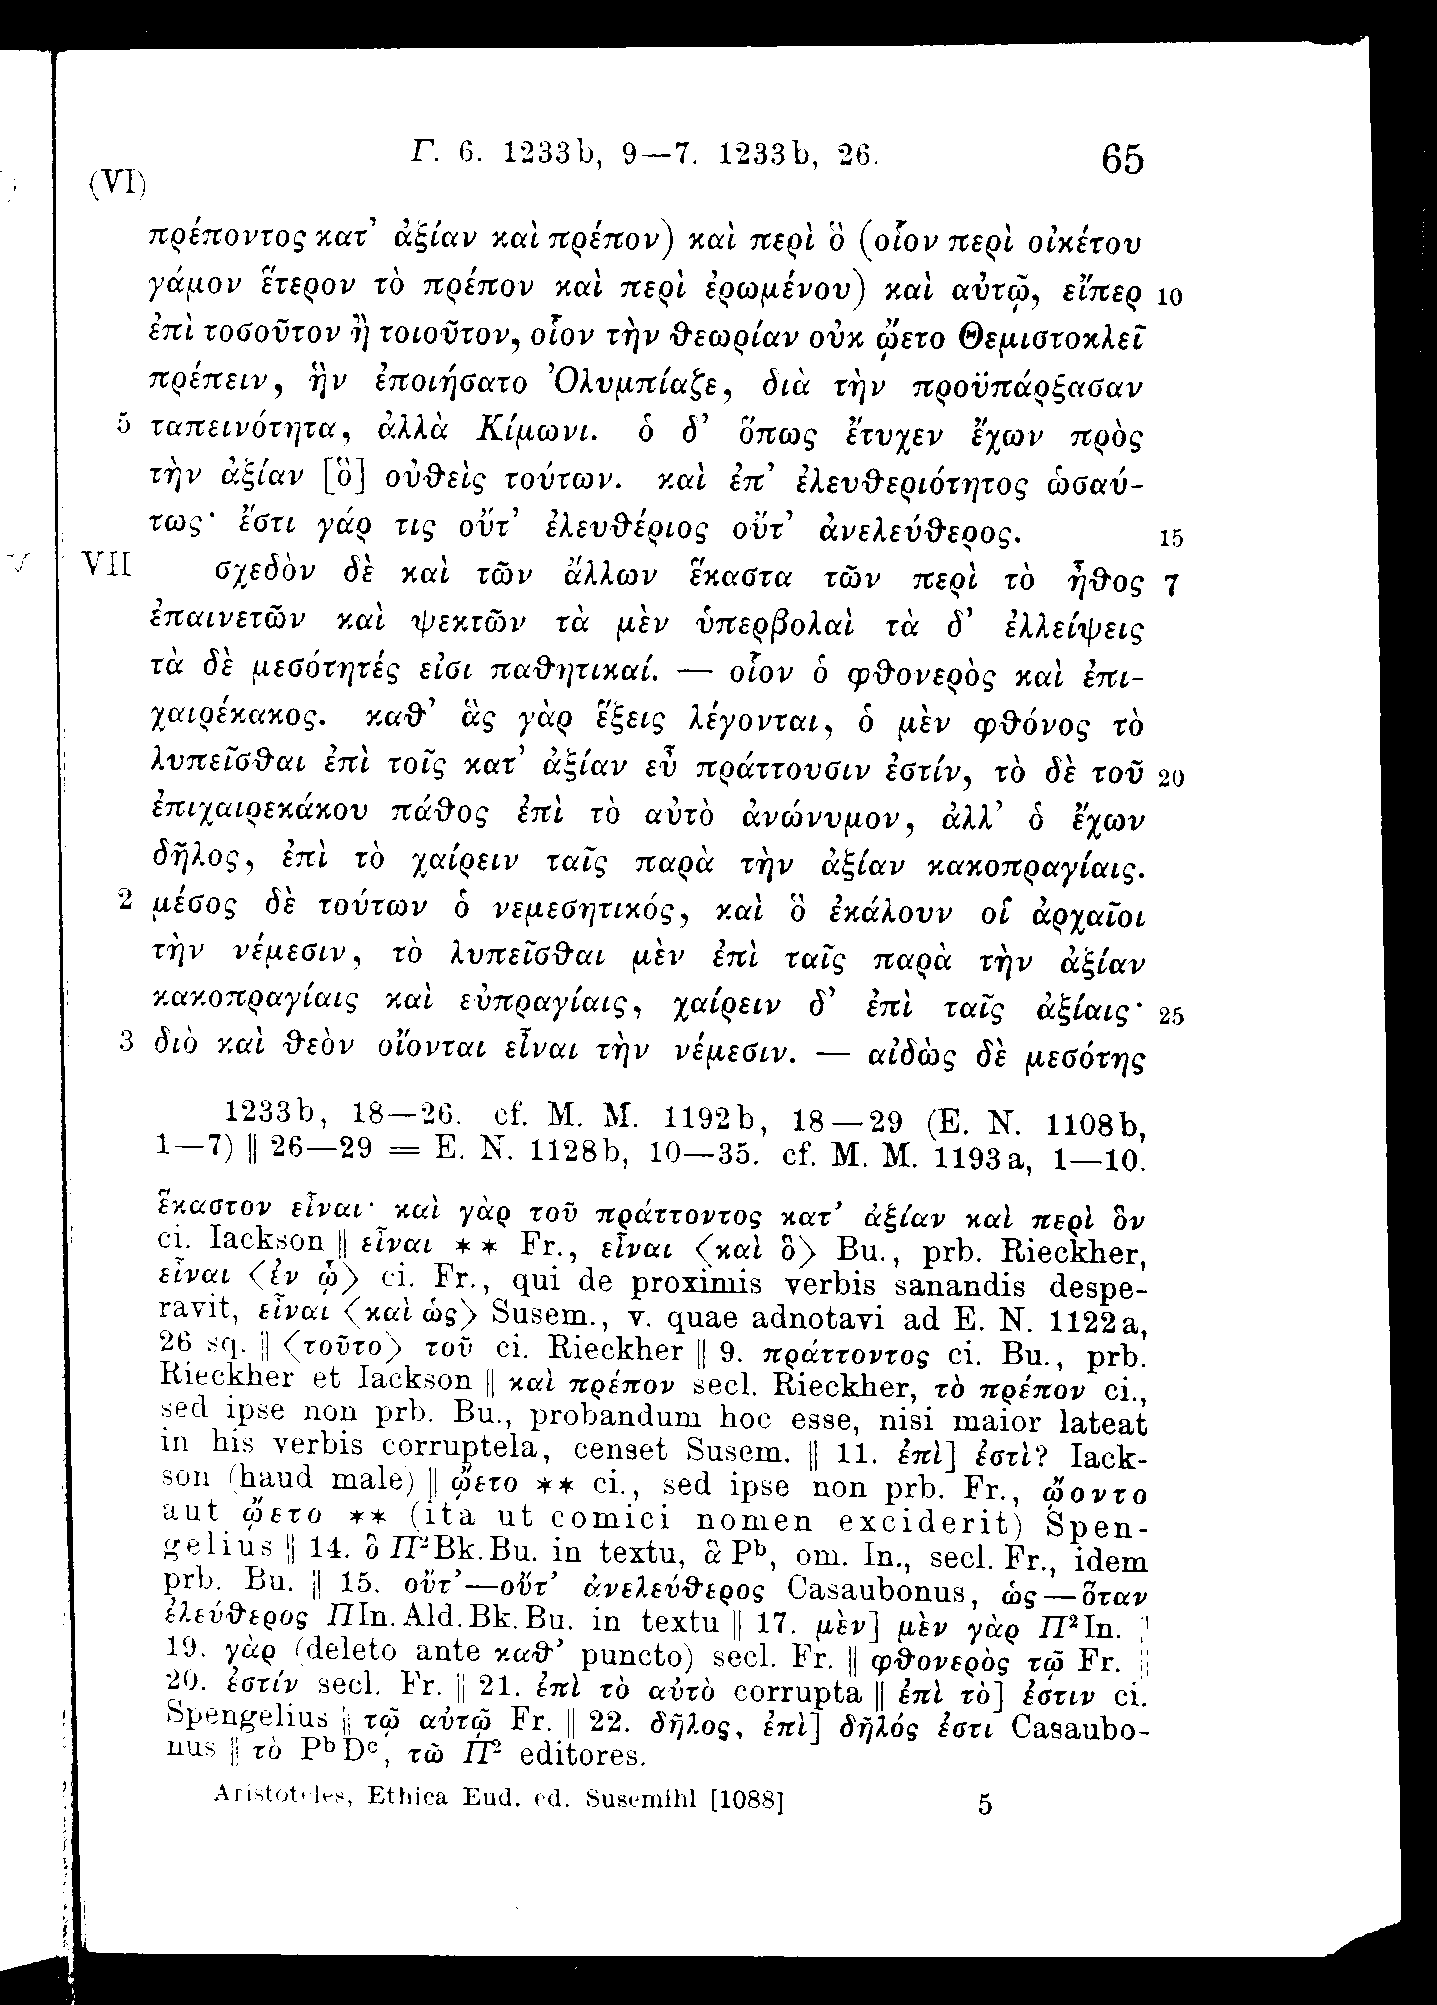 Γ. 6. 1233b, 9—7. 1233b, 26. 65
(VI)
πρέποντος κατ’ ἀξίαν καὶ πρέπον) καὶ περὶ ὃ (οἷον περὶ οἰκέτου
γάμον ἕτερον τὸ πρέπον καὶ περὶ ἐρωμένου) καὶ αὑτῷ, εἴπερ 10
ἐπὶ τοσοῦτον ἢ τοιοῦτον, οἷον τὴν θεωρίαν οὐκ ᾤετο Θεμιστοκλεῖ
πρέπειν, ἣν ἐποιήσατο Ὀλυμπίαζε, διὰ τὴν προϋπάρξασαν
5 ταπεινότητα, ἀλλὰ Κίμωνι. ὁ δ’ ὅπως ἔτυχεν ἔχων πρὸς
τὴν ἀξίαν [ὃ] οὐθεὶς τούτων. καὶ ἐπ’ ἐλευθεριότητος ὡσαύ-
τως· ἔστι γάρ τις οὔτ’ ἐλευθέριος οὔτ’ ἀνελεύθερος. 15
VII σχεδὸν δὲ καὶ τῶν ἄλλων ἕκαστα τῶν περὶ τὸ ἦθος 7
ἐπαινετῶν καὶ ψεκτῶν τὰ μὲν ὑπερβολαὶ τὰ δ’ ἐλλείψεις
τὰ δὲ μεσότητές εἰσι παθητικαί. — οἷον ὁ φθονερὸς καὶ ἐπι-
χαιρέκακος. καθ’ ἃς γὰρ ἕξεις λέγονται, ὁ μὲν φθόνος τὸ
λυπεῖσθαι ἐπὶ τοῖς κατ’ ἀξίαν εὖ πράττουσιν ἐστίν, τὸ δὲ τοῦ 20
ἐπιχαιρεκάκου πάθος ἐπὶ τὸ αὐτὸ ἀνώνυμον, ἀλλ’ ὁ ἔχων
δῆλος, ἐπὶ τὸ χαίρειν ταῖς παρὰ τὴν ἀξίαν κακοπραγίαις.
2 μέσος δὲ τούτων ὁ νεμεσητικός, καὶ ὃ ἐκάλουν οἱ ἀρχαῖοι
τὴν νέμεσιν, τὸ λυπεῖσθαι μὲν ἐπὶ ταῖς παρὰ τὴν ἀξίαν
κακοπραγίαις καὶ εὐπραγίαις, χαίρειν δ’ ἐπὶ ταῖς ἀξίαις· 25
3 διὸ καὶ θεὸν οἴονται εἶναι τὴν νέμεσιν. — αἰδὼς δὲ μεσότης
1233b, 18—26. cf. M. M. 1192b, 18—29 (E. N. 1108b,
1—7) ‖ 26—29 = E. N. 1128b, 10—35. cf. M. M. 1193a, 1—10.
ἕκαστον εἶναι· καὶ γὰρ τοῦ πράττοντος κατ’ ἀξίαν καὶ περὶ ὃν
ci. Iackson ‖ εἶναι ** Fr., εἶναι ⟨καὶ ὃ⟩ Bu., prb. Rieckher,
εἶναι ⟨ἐν ᾧ⟩ ci. Fr., qui de proximis verbis sanandis despe-
ravit, εἶναι ⟨καὶ ὡς⟩ Susem., v. quae adnotavi ad E. N. 1122a,
26 sq. ‖ ⟨τοῦτο⟩ τοῦ ci. Rieckher ‖ 9. πράττοντος ci. Bu., prb.
Rieckher et Iackson ‖ καὶ πρέπον secl. Rieckher, τὸ πρέπον ci.,
sed ipse non prb. Bu., probandum hoc esse, nisi maior lateat
in his verbis corruptela, censet Susem. ‖ 11. ἐπὶ] ἐστὶ? Iack-
son (haud male) ‖ ᾤετο ** ci., sed ipse non prb. Fr., ᾤοντο
aut ᾤετο ** (ita ut comici nomen exciderit) Spen-
gelius ‖ 14. ὃ Π²Bk. Bu. in textu, ἃ Pᵇ, om. In., secl. Fr., idem
prb. Bu. ‖ 15. οὔτ’—οὔτ’ ἀνελεύθερος Casaubonus, ὡς—ὅταν
ἐλεύθερος ΠIn. Ald. Bk. Bu. in textu ‖ 17. μὲν] μὲν γὰρ Π²In. ‖
19. γὰρ (deleto ante καθ’ puncto) secl. Fr. ‖ φθονερὸς τῷ Fr. ‖
20. ἐστίν secl. Fr. ‖ 21. ἐπὶ τὸ αὐτὸ corrupta ‖ ἐπὶ τὸ] ἐστιν ci.
Spengelius ‖ τῷ αὐτῷ Fr. ‖ 22. δῆλος, ἐπὶ] δῆλός ἐστι Casaubo-
nus ‖ τὸ PᵇDᶜ, τῶ Π² editores.
Aristoteles, Ethica Eud. ed. Susemihl [1088] 5